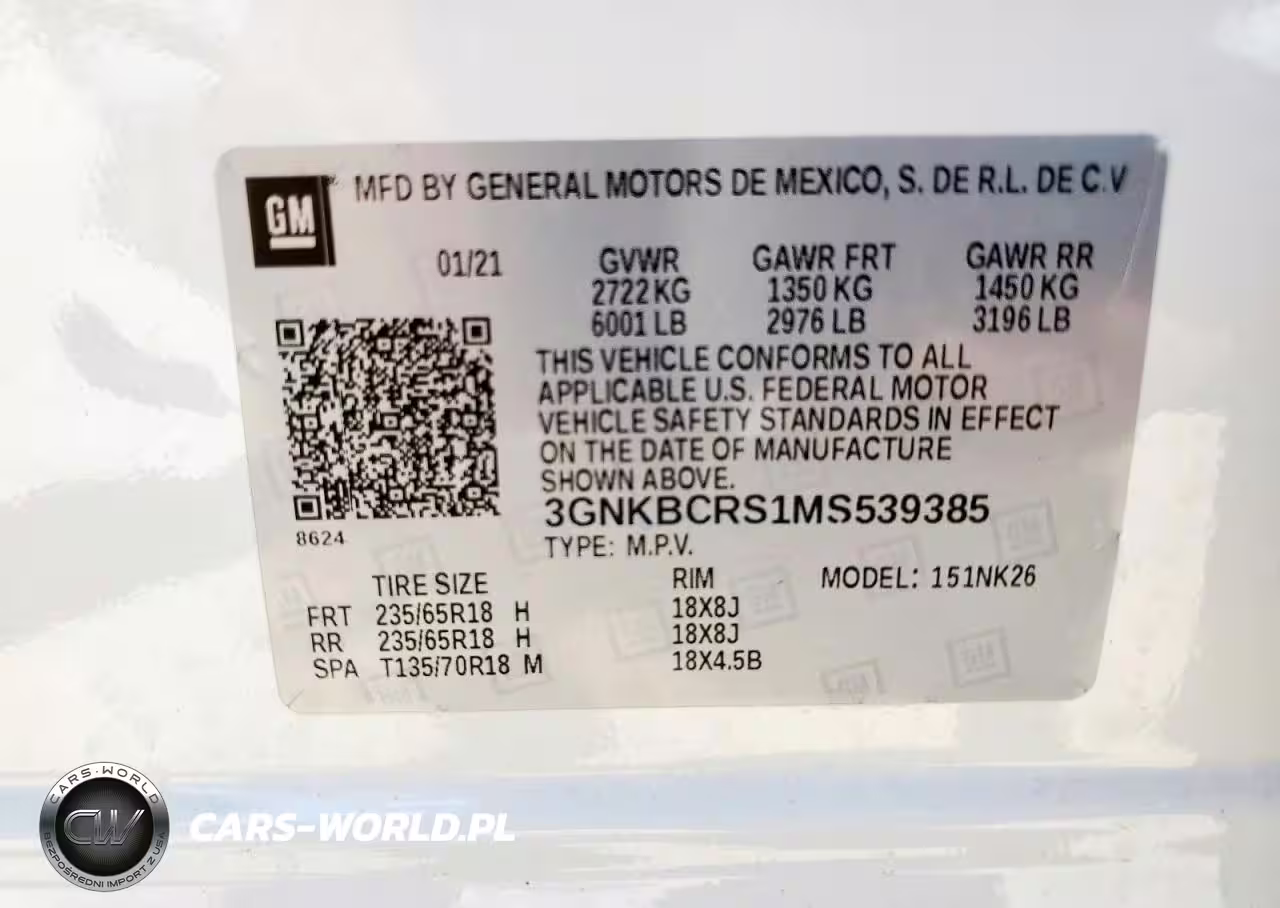 GM
MFD BY GENERAL MOTORS DE MEXICO, S. DE R.L. DE C.V
01/21
GVWR GAWR FRT GAWR RR
2722 KG 1350 KG 1450 KG
6001 LB 2976 LB 3196 LB
THIS VEHICLE CONFORMS TO ALL
APPLICABLE U.S. FEDERAL MOTOR
VEHICLE SAFETY STANDARDS IN EFFECT
ON THE DATE OF MANUFACTURE
SHOWN ABOVE.
3GNKBCRS1MS539385
8624
TYPE: M.P.V.
TIRE SIZE RIM MODEL: 151NK26
FRT 235/65R18 H 18X8J
RR 235/65R18 H 18X8J
SPA T135/70R18 M 18X4.5B
CARS-WORLD
CW
BEZPOŚREDNI IMPORT Z USA
CARS-WORLD.PL